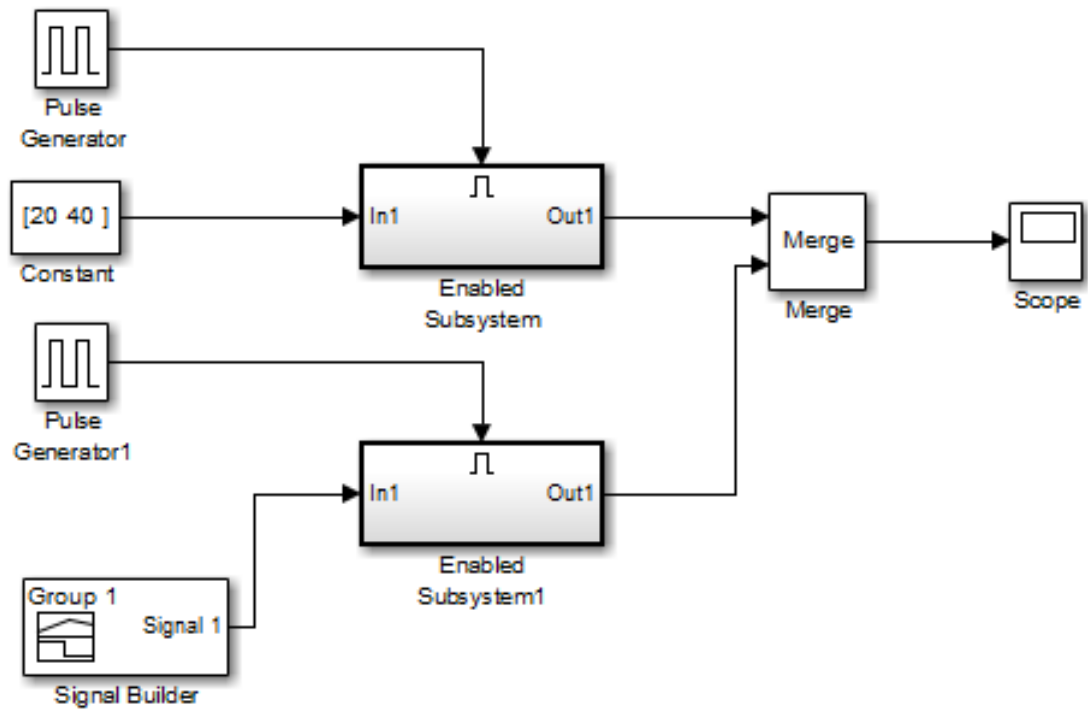 Pulse
Generator
[20 40 ]
Constant
In1
Out1
Enabled
Subsystem
Merge
Merge
Scope
Pulse
Generator1
In1
Out1
Enabled
Subsystem1
Group 1
Signal 1
Signal Builder